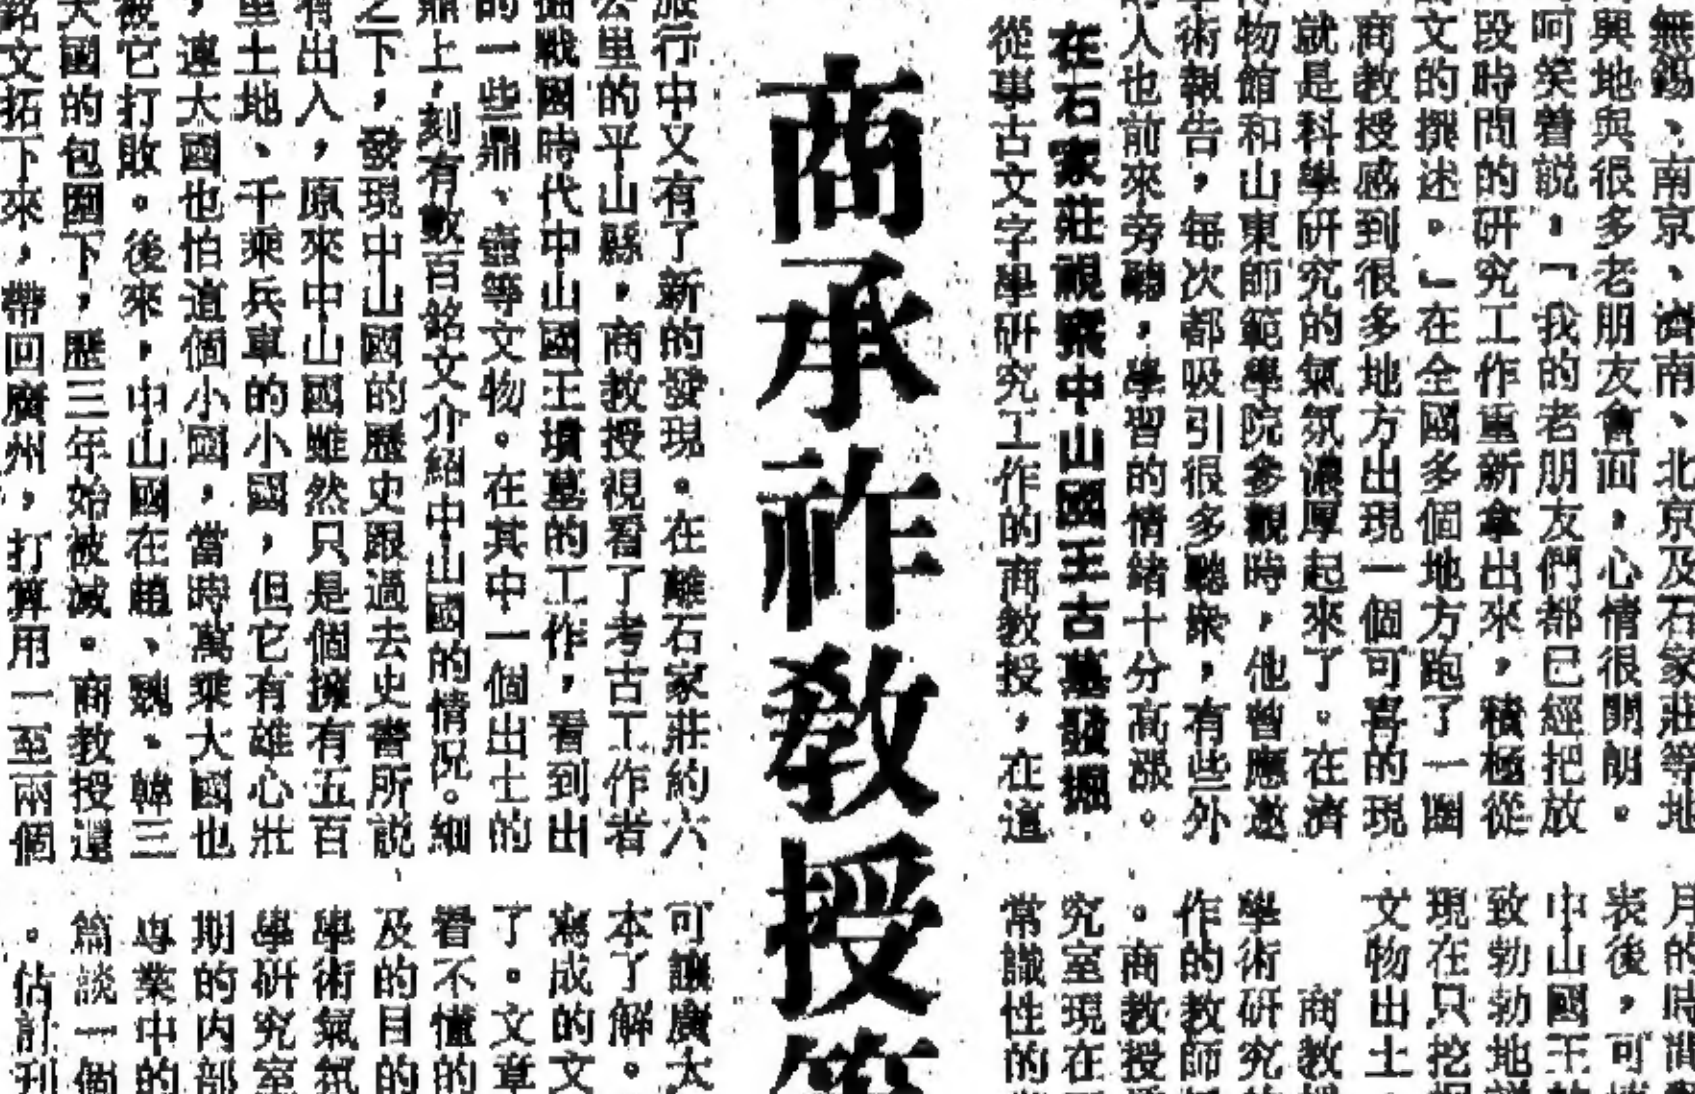 無錫、南京、濟南、北京及石家莊等地
興地與很多老朋友會面，心情很開朗。
呵笑着説，「我的老朋友們都已經把放
段時間的研究工作重新拿出來，積極從
文的撰述。」在全國多個地方跑了一圈
商教授感到很多地方出現一個可喜的現
就是科學研究的氣氛濃厚起來了。在濟
物館和山東師範學院參觀時，他曾應邀
術報告，每次都吸引很多聽衆，有些外
人也前來旁聽，學習的情緒十分高漲。
在石家莊視察中山國王古墓發掘
從事古文字學研究工作的商教授，在這
商承祚教授
旅行中又有了新的發現。在離石家莊約六
公里的平山縣，商教授視看了考古工作者
掘戰國時代中山國王墳墓的工作，看到出
的一些鼎、壺等文物。在其中一個出土的
鼎上，刻有數百銘文介紹中山國的情況。細
之下，發現中山國的歷史跟過去史書所説
有出入，原來中山國雖然只是個擁有五百
里土地、千乘兵車的小國，但它有雄心壯
，連大國也怕這個小國，當時萬乘大國也
被它打敗。後來，中山國在趙、魏、韓三
大國的包圍下，歷三年始被滅。商教授還
銘文拓下來，帶回廣州，打算用一至兩個
月的時間
表後，可
中山國王
致勃勃地
現在只挖
文物出土
商教
學術研究
作的教師
。商教授
究室現在
常識性的
可讓廣大
本了解。
寫成的文
了。文章
看不懂的
及的目的
學術氣氛
學研究室
期的内部
專業中的
篇談一個
。估計刊